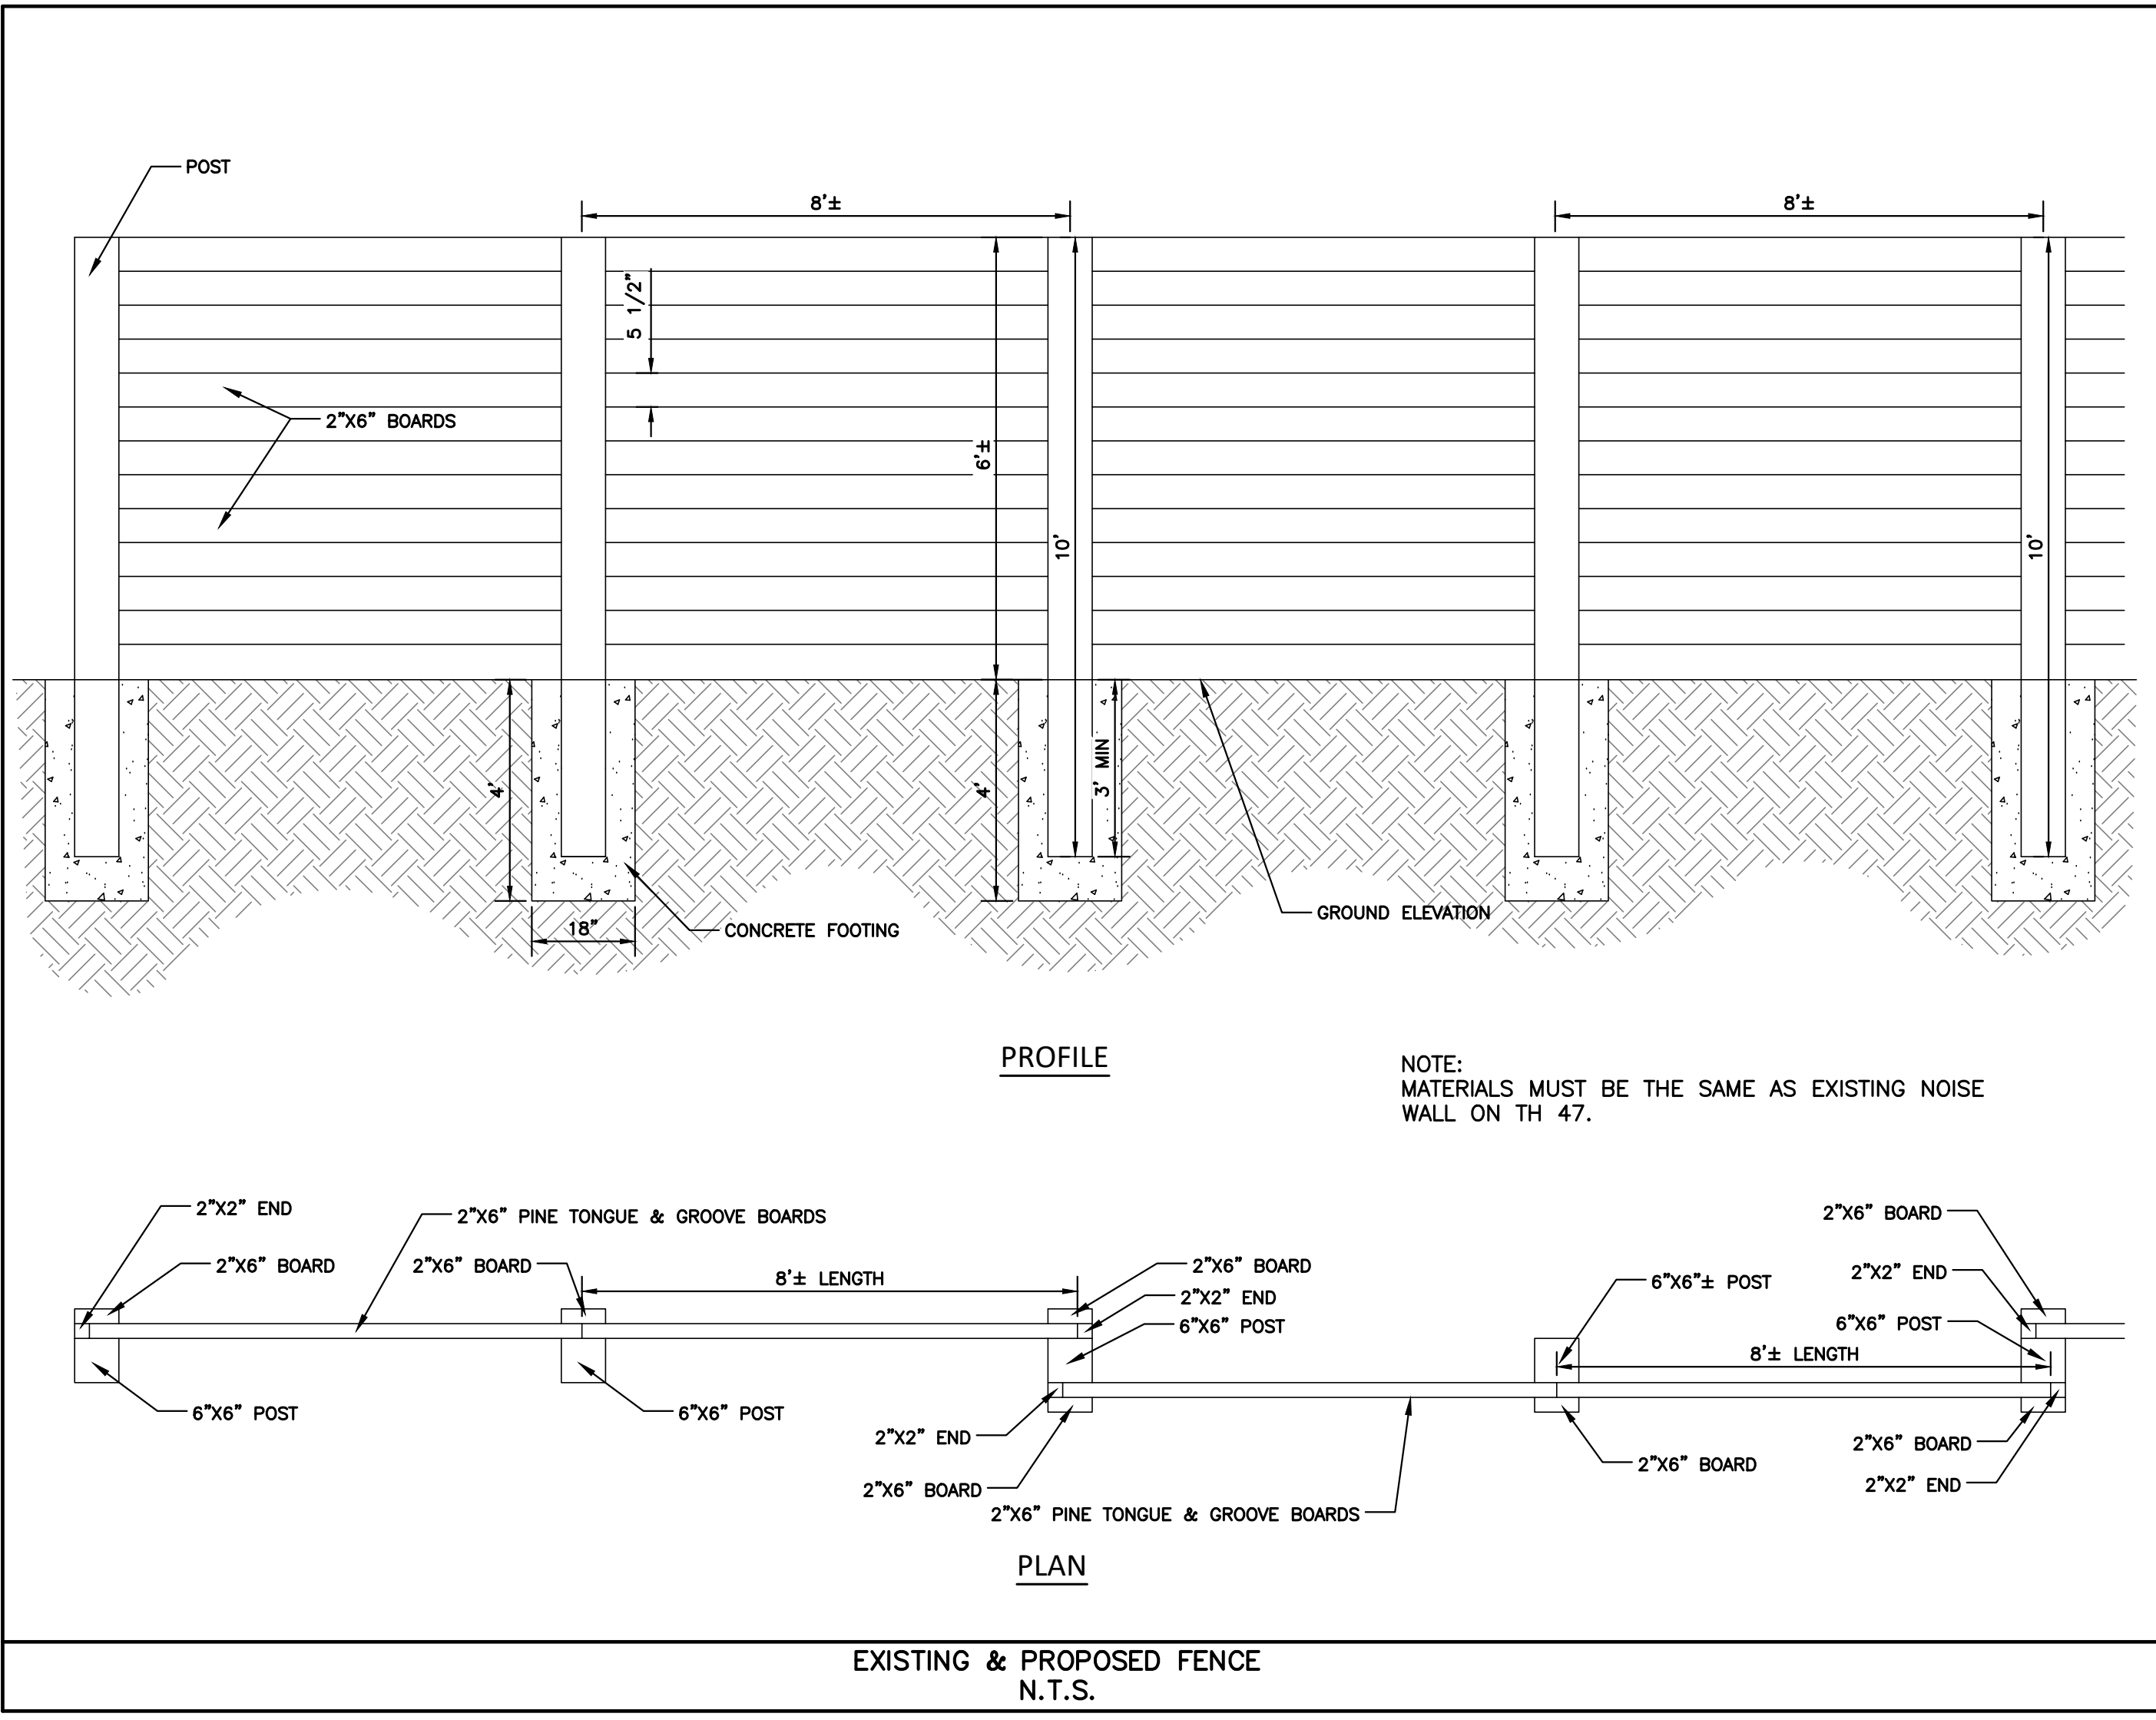 POST
8'±
8'±
5 1/2"
2"X6" BOARDS
6'±
10'
10'
4'
4'
3' MIN
18"
CONCRETE FOOTING
GROUND ELEVATION
PROFILE
NOTE:
MATERIALS MUST BE THE SAME AS EXISTING NOISE
WALL ON TH 47.
2"X2" END
2"X6" PINE TONGUE & GROOVE BOARDS
2"X6" BOARD
2"X6" BOARD
2"X6" BOARD
8'± LENGTH
2"X6" BOARD
2"X2" END
6"X6" POST
6"X6"± POST
2"X2" END
6"X6" POST
8'± LENGTH
6"X6" POST
6"X6" POST
2"X2" END
2"X6" BOARD
2"X6" BOARD
2"X6" BOARD
2"X2" END
2"X6" PINE TONGUE & GROOVE BOARDS
PLAN
EXISTING & PROPOSED FENCE
N.T.S.